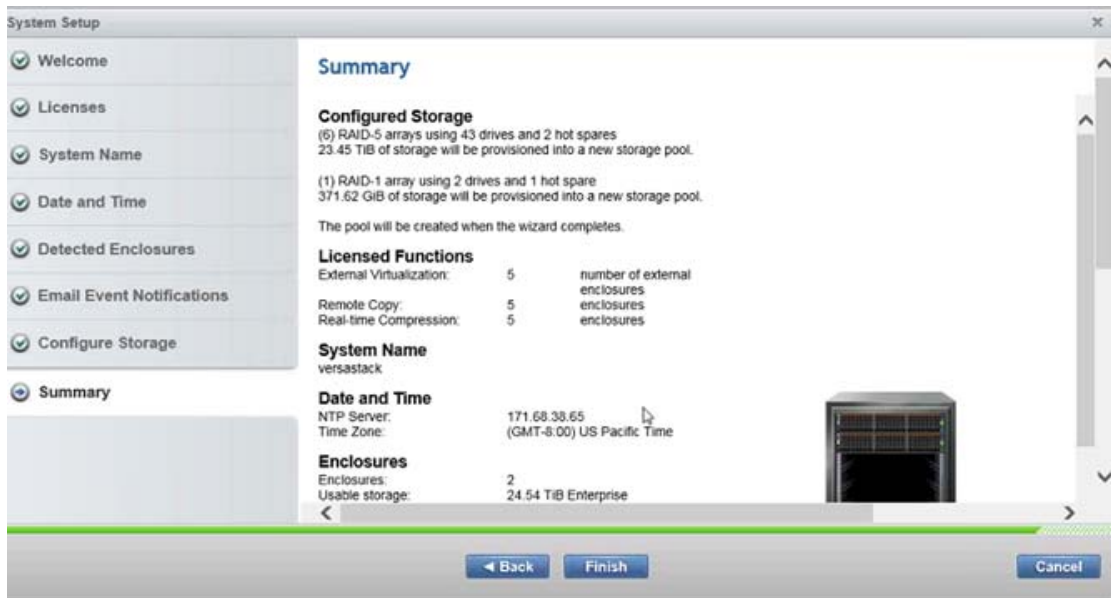 System Setup
Welcome
Licenses
System Name
Date and Time
Detected Enclosures
Email Event Notifications
Configure Storage
Summary
Summary
Configured Storage
(6) RAID-5 arrays using 43 drives and 2 hot spares
23.45 TiB of storage will be provisioned into a new storage pool.
(1) RAID-1 array using 2 drives and 1 hot spare
371.62 GiB of storage will be provisioned into a new storage pool.
The pool will be created when the wizard completes.
Licensed Functions
External Virtualization: 5 number of external
enclosures
Remote Copy: 5 enclosures
Real-time Compression: 5 enclosures
System Name
versastack
Date and Time
NTP Server: 171.68.38.65
Time Zone: (GMT-8:00) US Pacific Time
Enclosures
Enclosures: 2
Usable storage: 24.54 TiB Enterprise
Back Finish Cancel